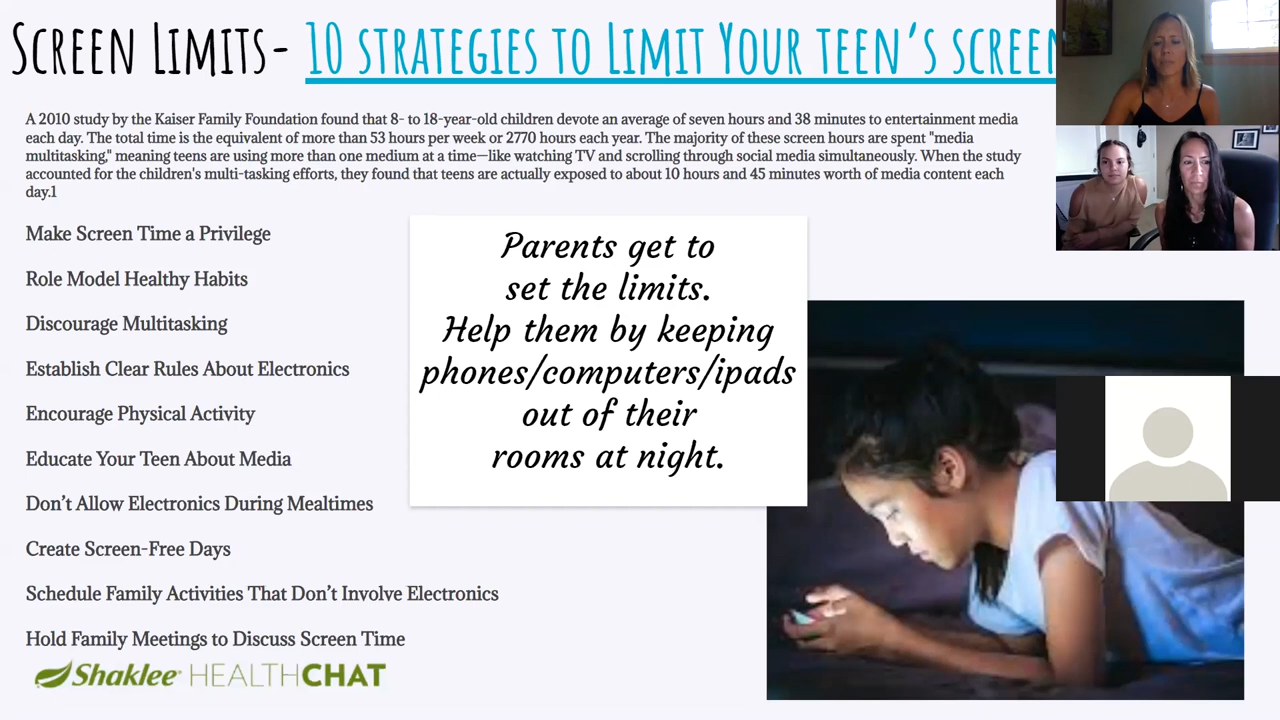 SCREEN LIMITS- 10 STRATEGIES TO LIMIT YOUR TEEN'S SCREEN
A 2010 study by the Kaiser Family Foundation found that 8- to 18-year-old children devote an average of seven hours and 38 minutes to entertainment media
each day. The total time is the equivalent of more than 53 hours per week or 2770 hours each year. The majority of these screen hours are spent "media
multitasking," meaning teens are using more than one medium at a time—like watching TV and scrolling through social media simultaneously. When the study
accounted for the children's multi-tasking efforts, they found that teens are actually exposed to about 10 hours and 45 minutes worth of media content each
day.1
Make Screen Time a Privilege
Role Model Healthy Habits
Discourage Multitasking
Establish Clear Rules About Electronics
Encourage Physical Activity
Educate Your Teen About Media
Don't Allow Electronics During Mealtimes
Create Screen-Free Days
Schedule Family Activities That Don't Involve Electronics
Hold Family Meetings to Discuss Screen Time
Parents get to
set the limits.
Help them by keeping
phones/computers/ipads
out of their
rooms at night.
Shaklee® HEALTHCHAT